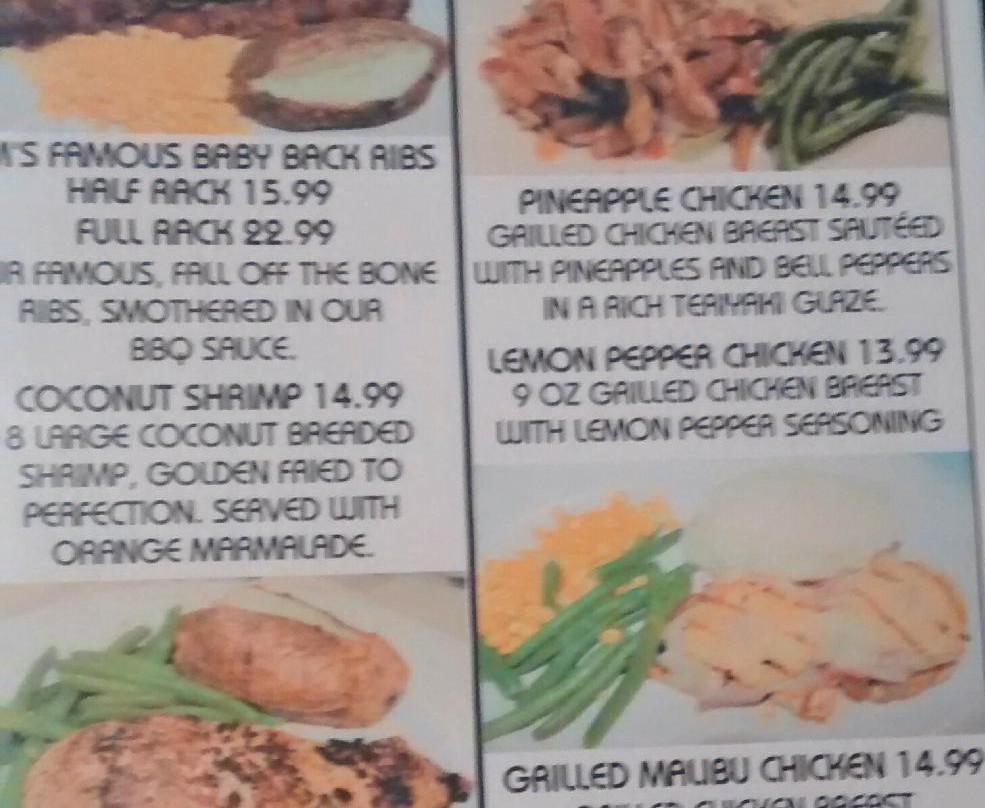 'S FAMOUS BABY BACK RIBS
HALF RACK 15.99
FULL RACK 22.99
FAMOUS, FALL OFF THE BONE
RIBS, SMOTHERED IN OUR
BBQ SAUCE.
COCONUT SHRIMP 14.99
8 LARGE COCONUT BREADED
SHRIMP, GOLDEN FRIED TO
PERFECTION. SERVED WITH
ORANGE MARMALADE.
PINEAPPLE CHICKEN 14.99
GRILLED CHICKEN BREAST SAUTÉED
WITH PINEAPPLES AND BELL PEPPERS
IN A RICH TERIYAKI GLAZE.
LEMON PEPPER CHICKEN 13.99
9 OZ GRILLED CHICKEN BREAST
WITH LEMON PEPPER SEASONING
GRILLED MALIBU CHICKEN 14.99
GRILLED CHICKEN BREAST